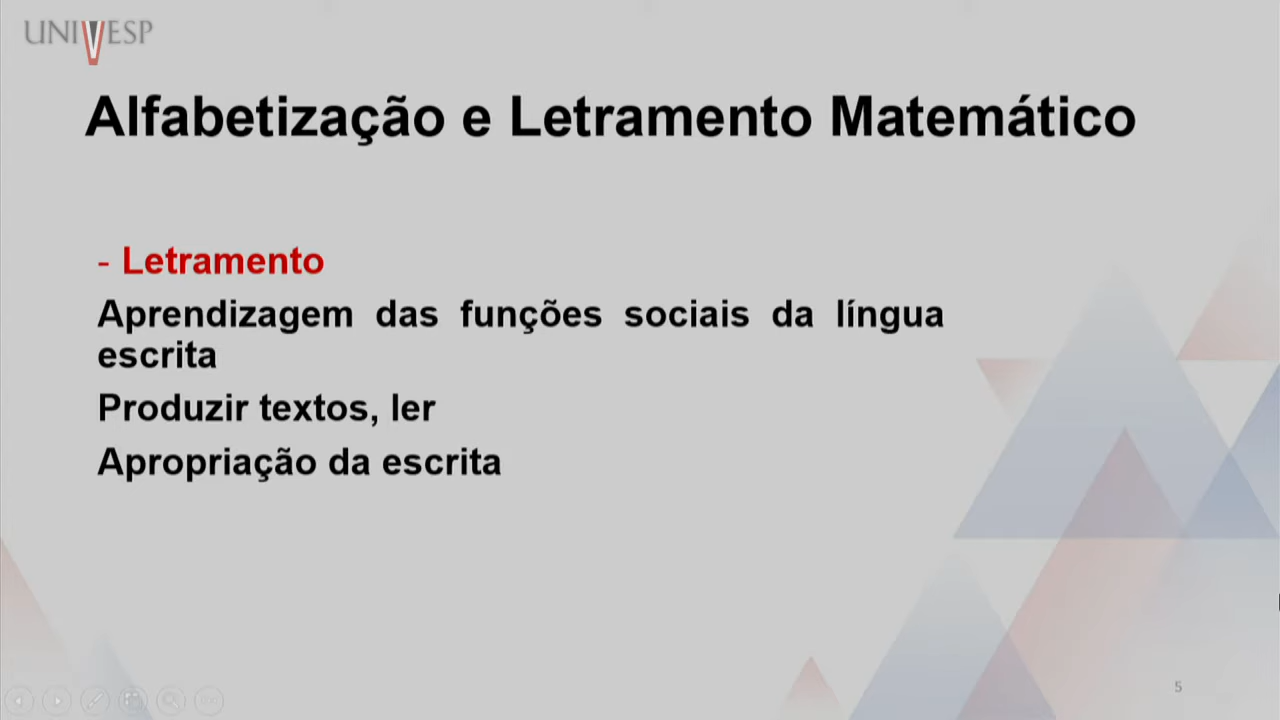 UNIVESP
Alfabetização e Letramento Matemático
- Letramento
Aprendizagem das funções sociais da língua
escrita
Produzir textos, ler
Apropriação da escrita
5